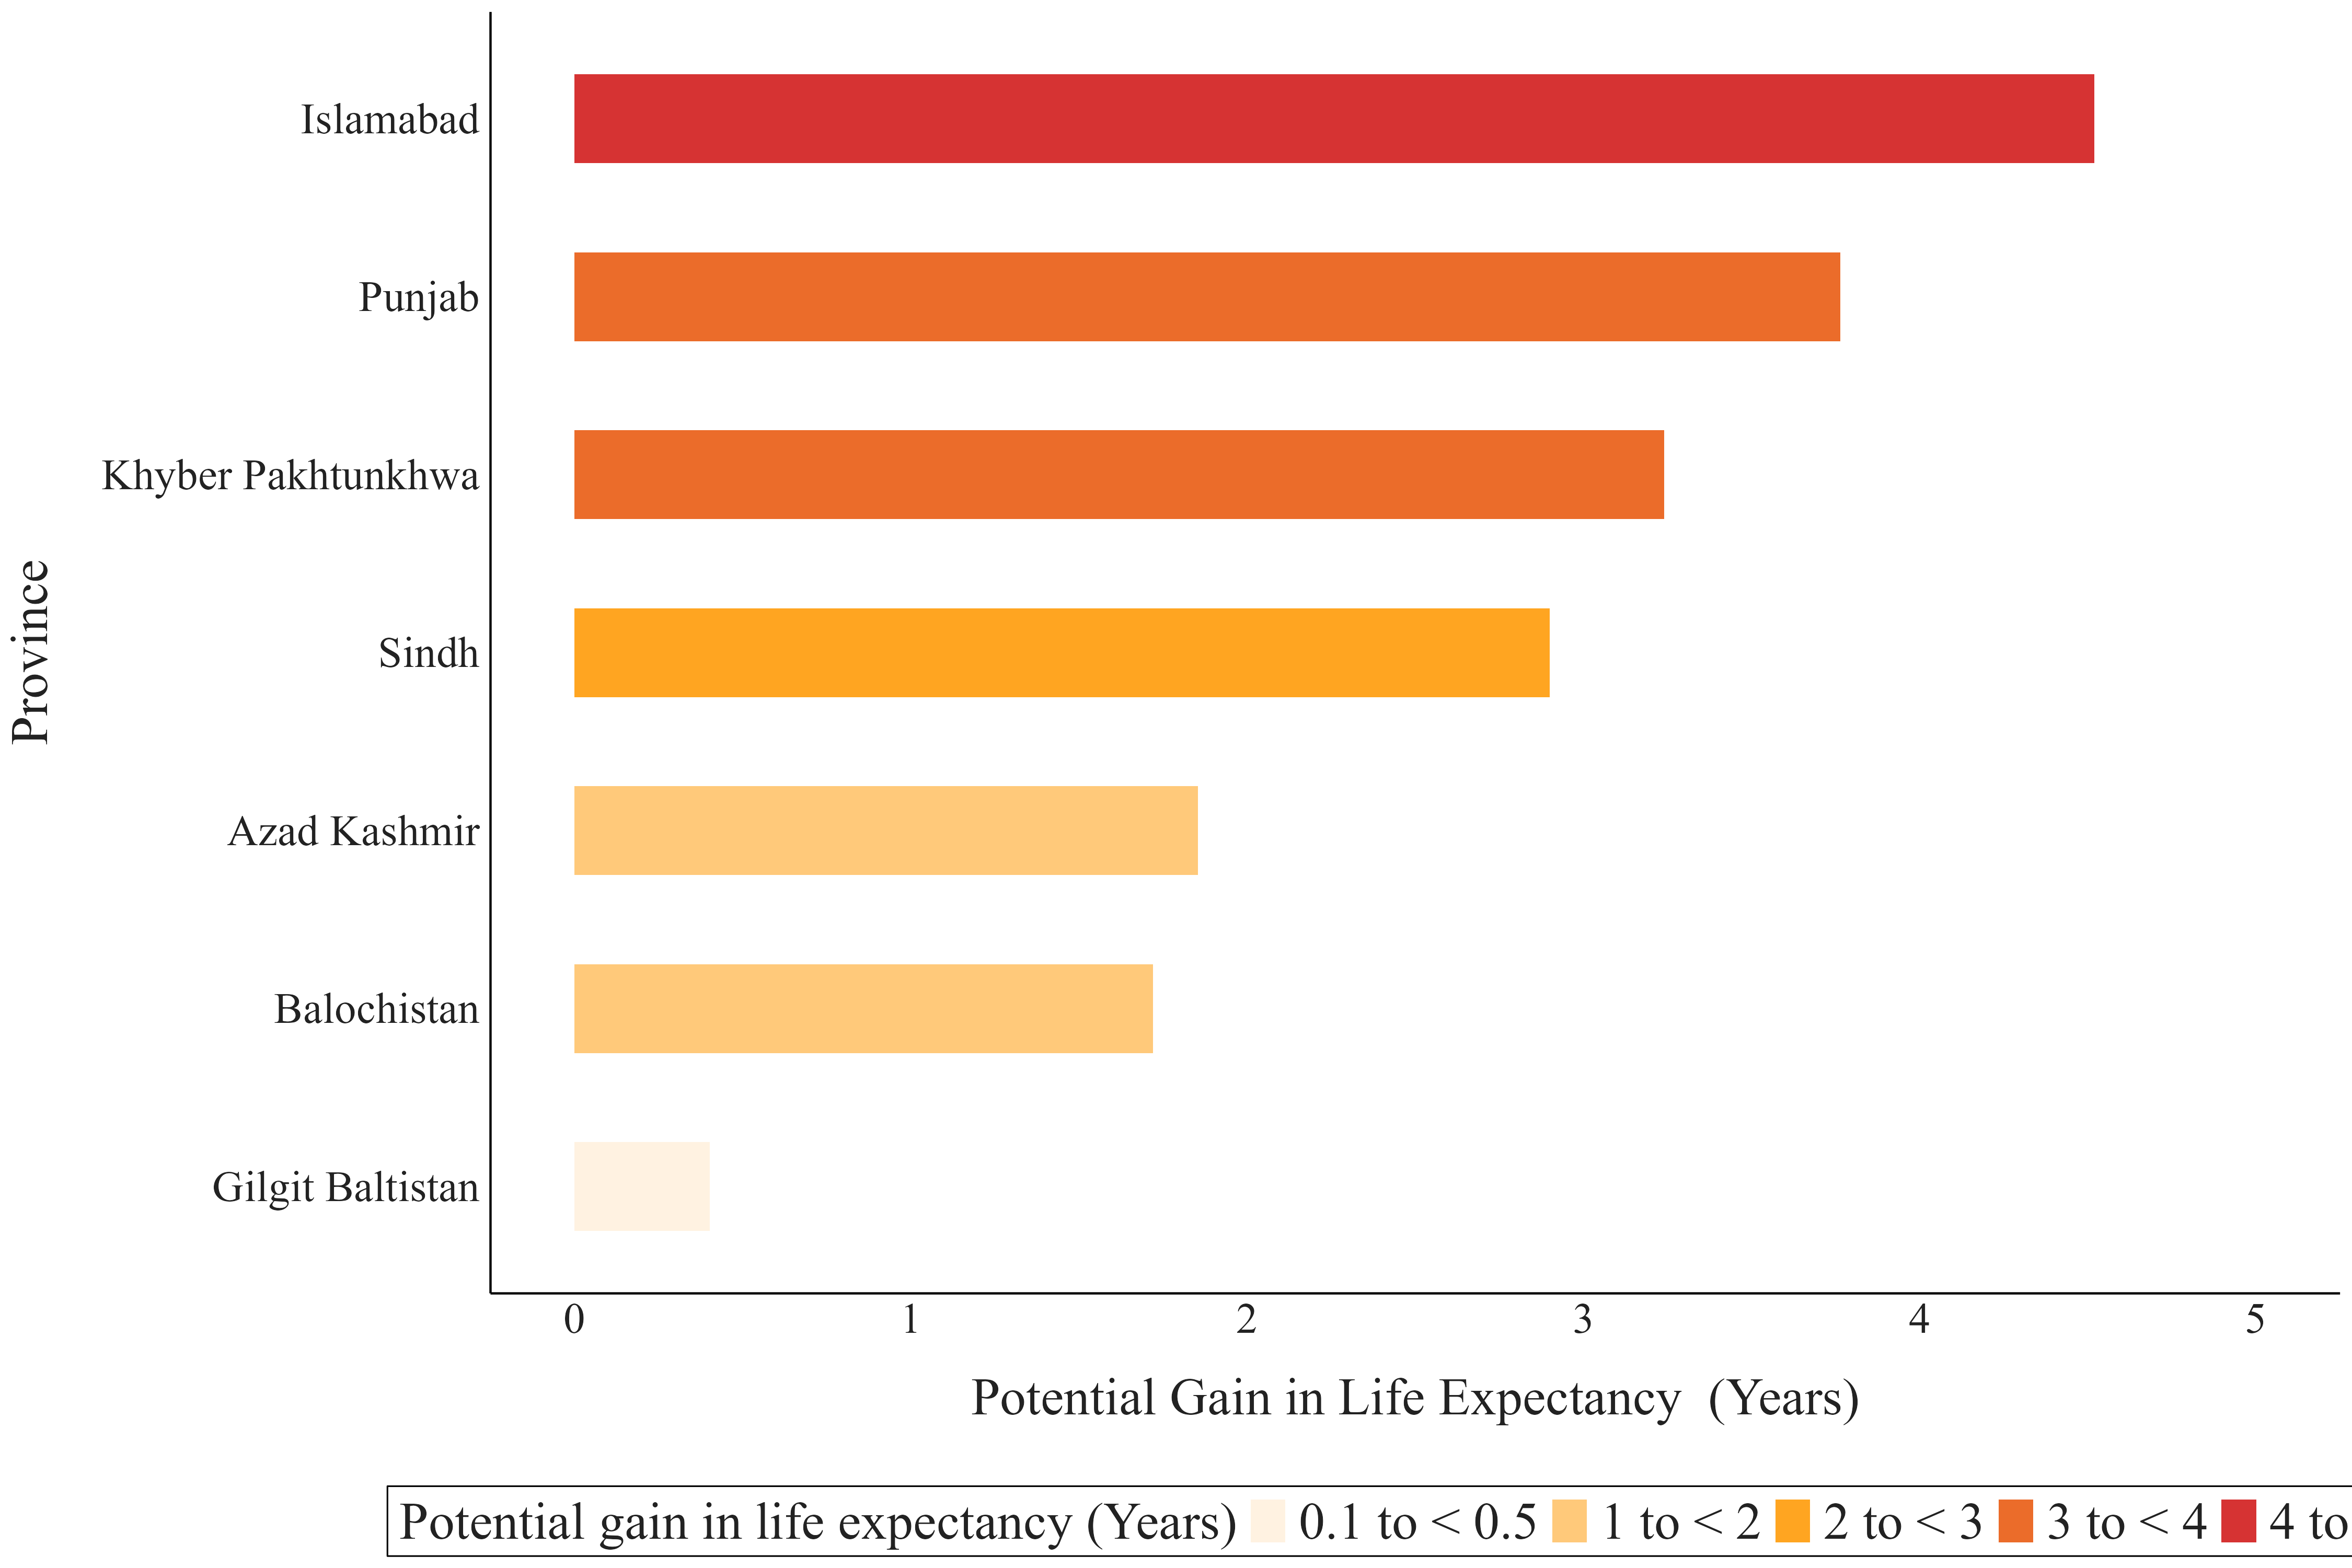 Islamabad
Punjab
Khyber Pakhtunkhwa
Sindh
Azad Kashmir
Balochistan
Gilgit Baltistan
Province
0 1 2 3 4 5
Potential Gain in Life Expectancy (Years)
Potential gain in life expectancy (Years) 0.1 to < 0.5 1 to < 2 2 to < 3 3 to < 4 4 to